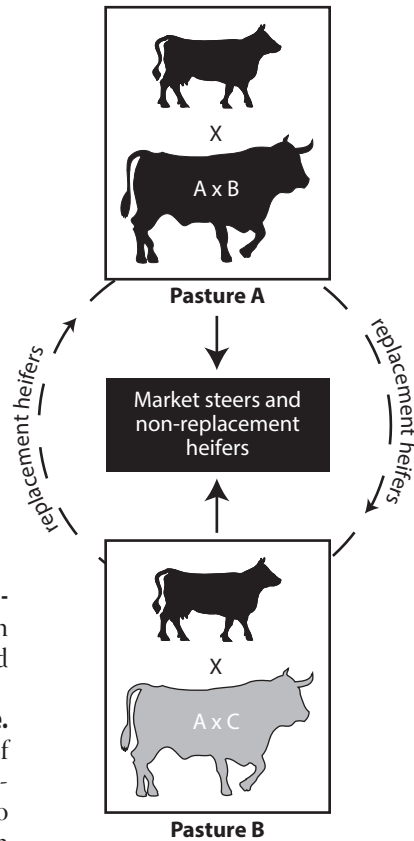 X
A x B
Pasture A
replacement heifers
replacement heifers
Market steers and
non-replacement
heifers
X
A x C
Pasture B